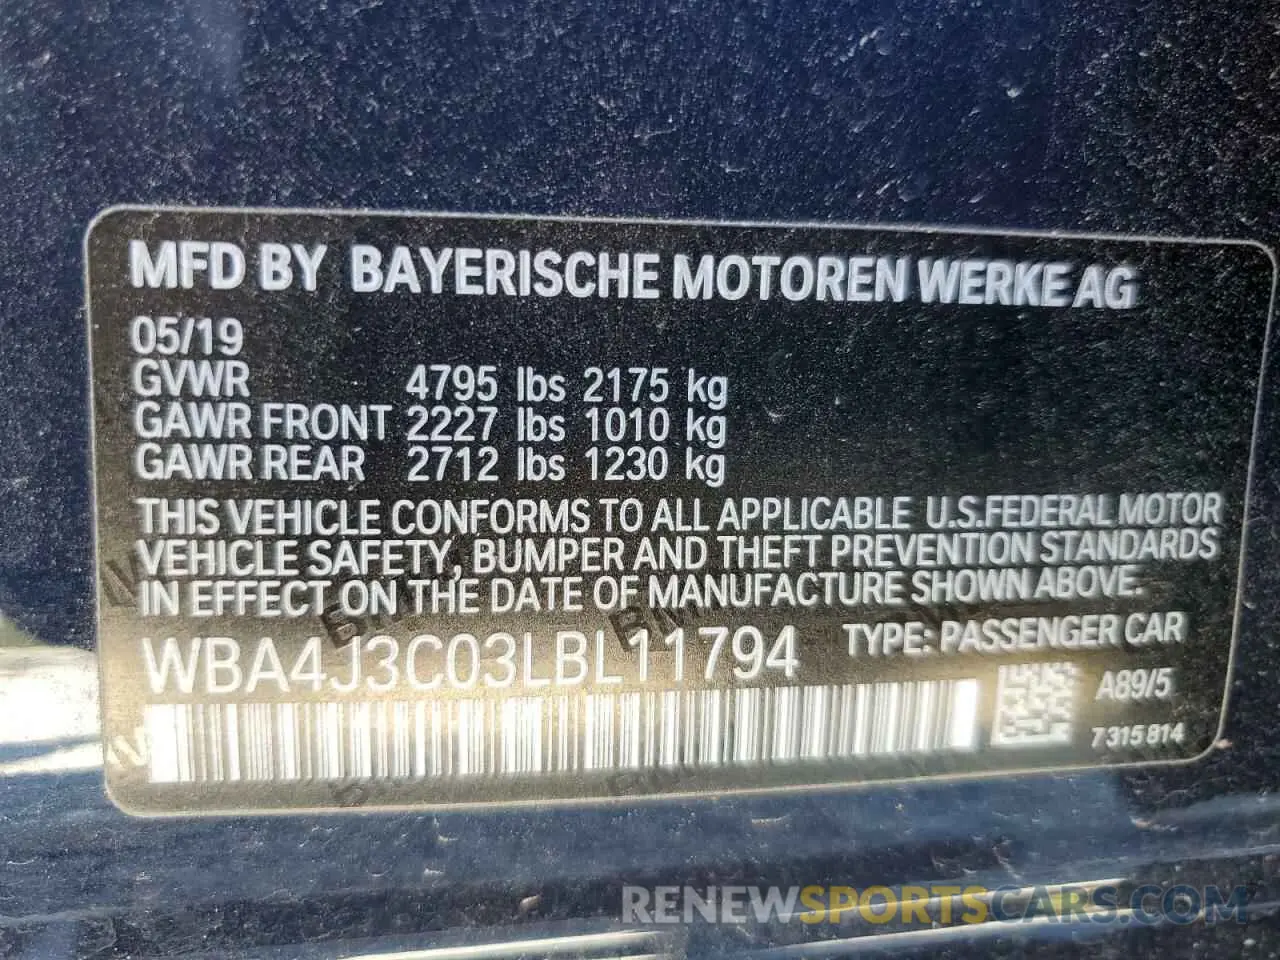 MFD BY BAYERISCHE MOTOREN WERKE AG
05/19
GVWR 4795 lbs 2175 kg
GAWR FRONT 2227 lbs 1010 kg
GAWR REAR 2712 lbs 1230 kg
THIS VEHICLE CONFORMS TO ALL APPLICABLE U.S.FEDERAL MOTOR
VEHICLE SAFETY, BUMPER AND THEFT PREVENTION STANDARDS
IN EFFECT ON THE DATE OF MANUFACTURE SHOWN ABOVE.
WBA4J3C03LBL11794 TYPE: PASSENGER CAR
A89/5
7 315 814
RENEWSPORTSCARS.COM